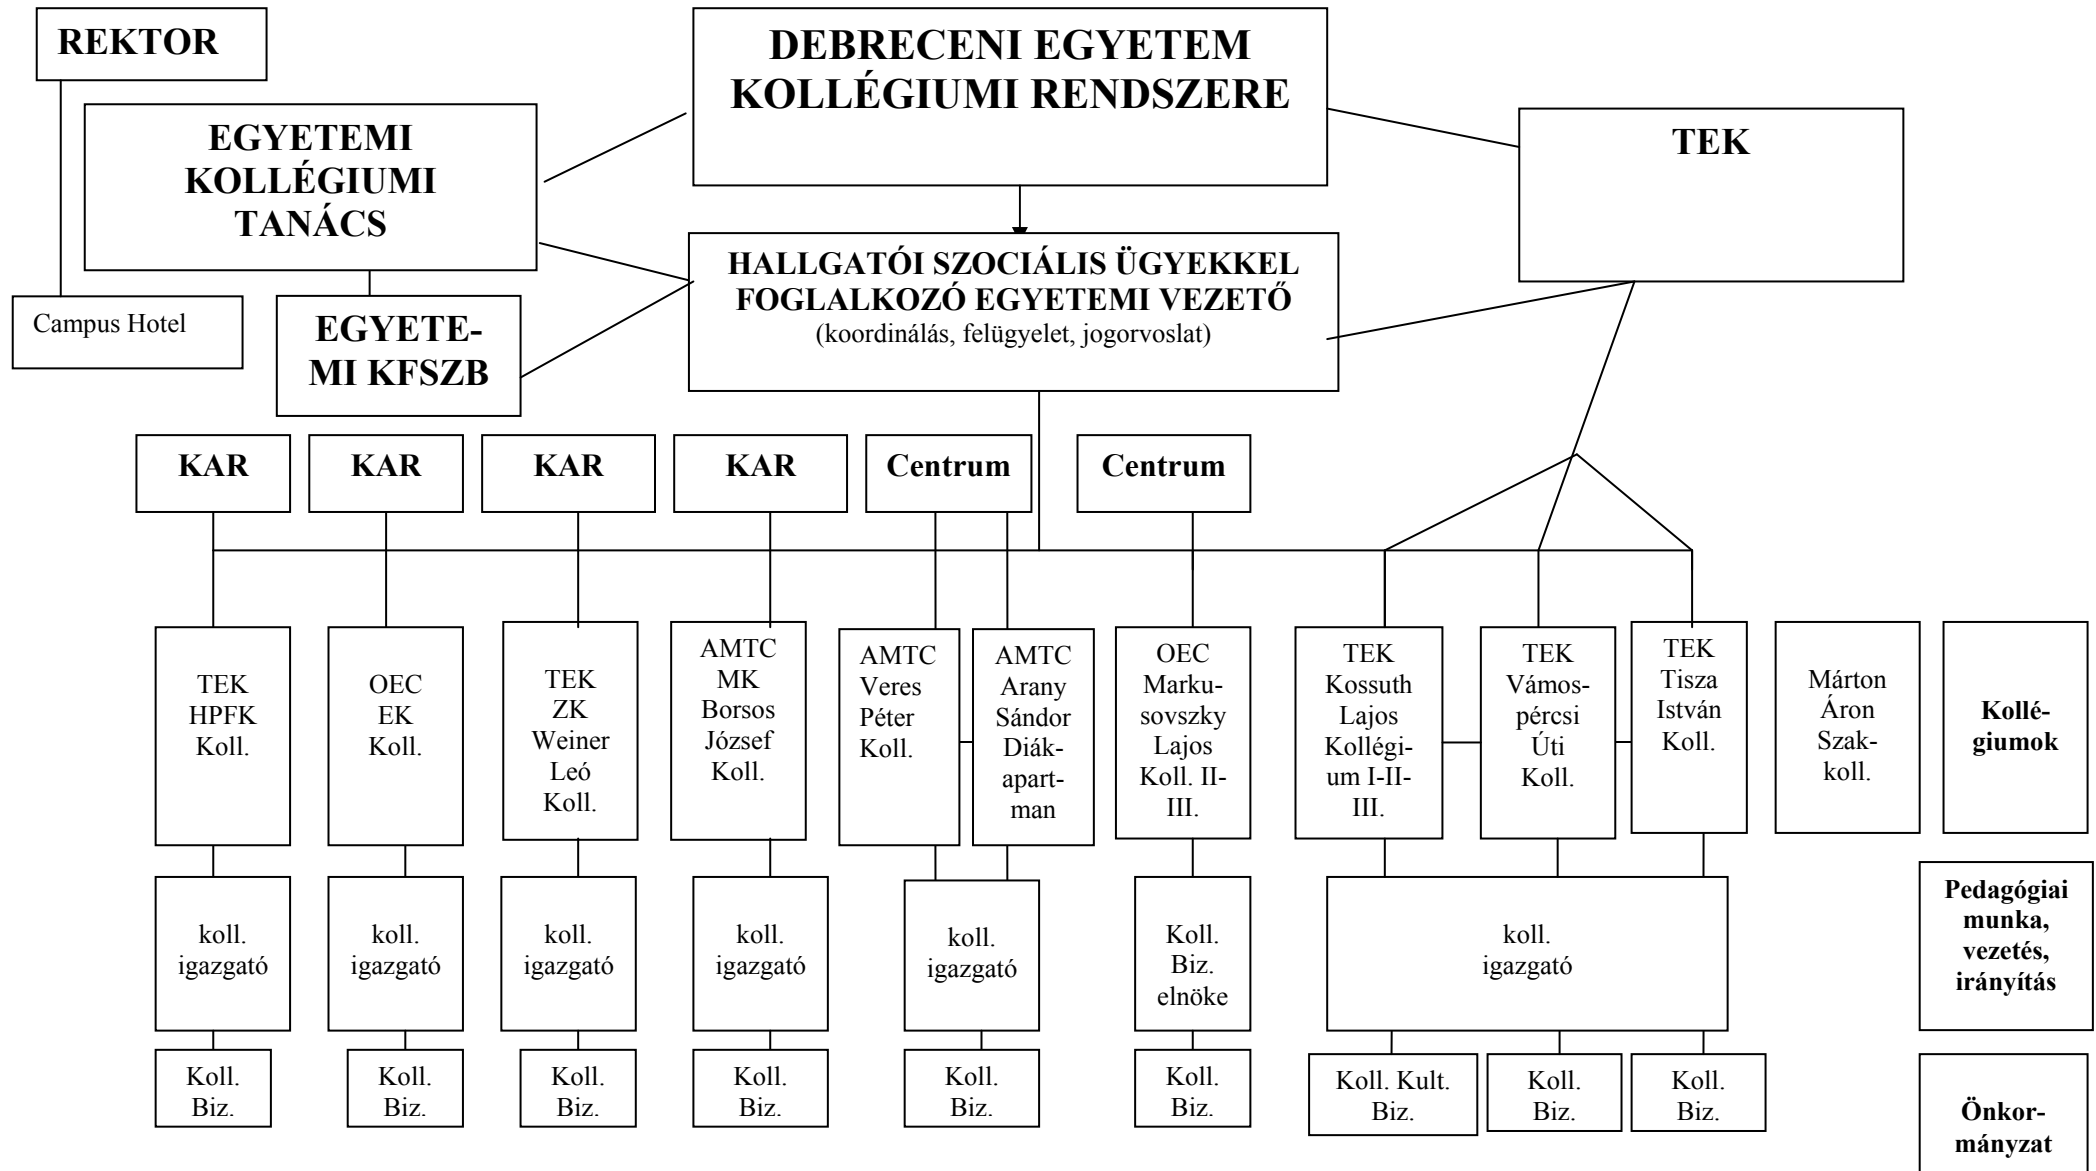 REKTOR
DEBRECENI EGYETEM
KOLLÉGIUMI RENDSZERE
EGYETEMI
KOLLÉGIUMI
TANÁCS
TEK
HALLGATÓI SZOCIÁLIS ÜGYEKKEL
FOGLALKOZÓ EGYETEMI VEZETŐ
(koordinálás, felügyelet, jogorvoslat)
Campus Hotel
EGYETE-
MI KFSZB
KAR
KAR
KAR
KAR
Centrum
Centrum
TEK
HPFK
Koll.
OEC
EK
Koll.
TEK
ZK
Weiner
Leó
Koll.
AMTC
MK
Borsos
József
Koll.
AMTC
Veres
Péter
Koll.
AMTC
Arany
Sándor
Diák-
apart-
man
OEC
Marku-
sovszky
Lajos
Koll. II-
III.
TEK
Kossuth
Lajos
Kollégi-
um I-II-
III.
TEK
Vámos-
pércsi
Úti
Koll.
TEK
Tisza
István
Koll.
Márton
Áron
Szak-
koll.
Kollé-
giumok
koll.
igazgató
koll.
igazgató
koll.
igazgató
koll.
igazgató
koll.
igazgató
Koll.
Biz.
elnöke
koll.
igazgató
Pedagógiai
munka,
vezetés,
irányítás
Koll.
Biz.
Koll.
Biz.
Koll.
Biz.
Koll.
Biz.
Koll.
Biz.
Koll.
Biz.
Koll. Kult.
Biz.
Koll.
Biz.
Koll.
Biz.
Önkor-
mányzat